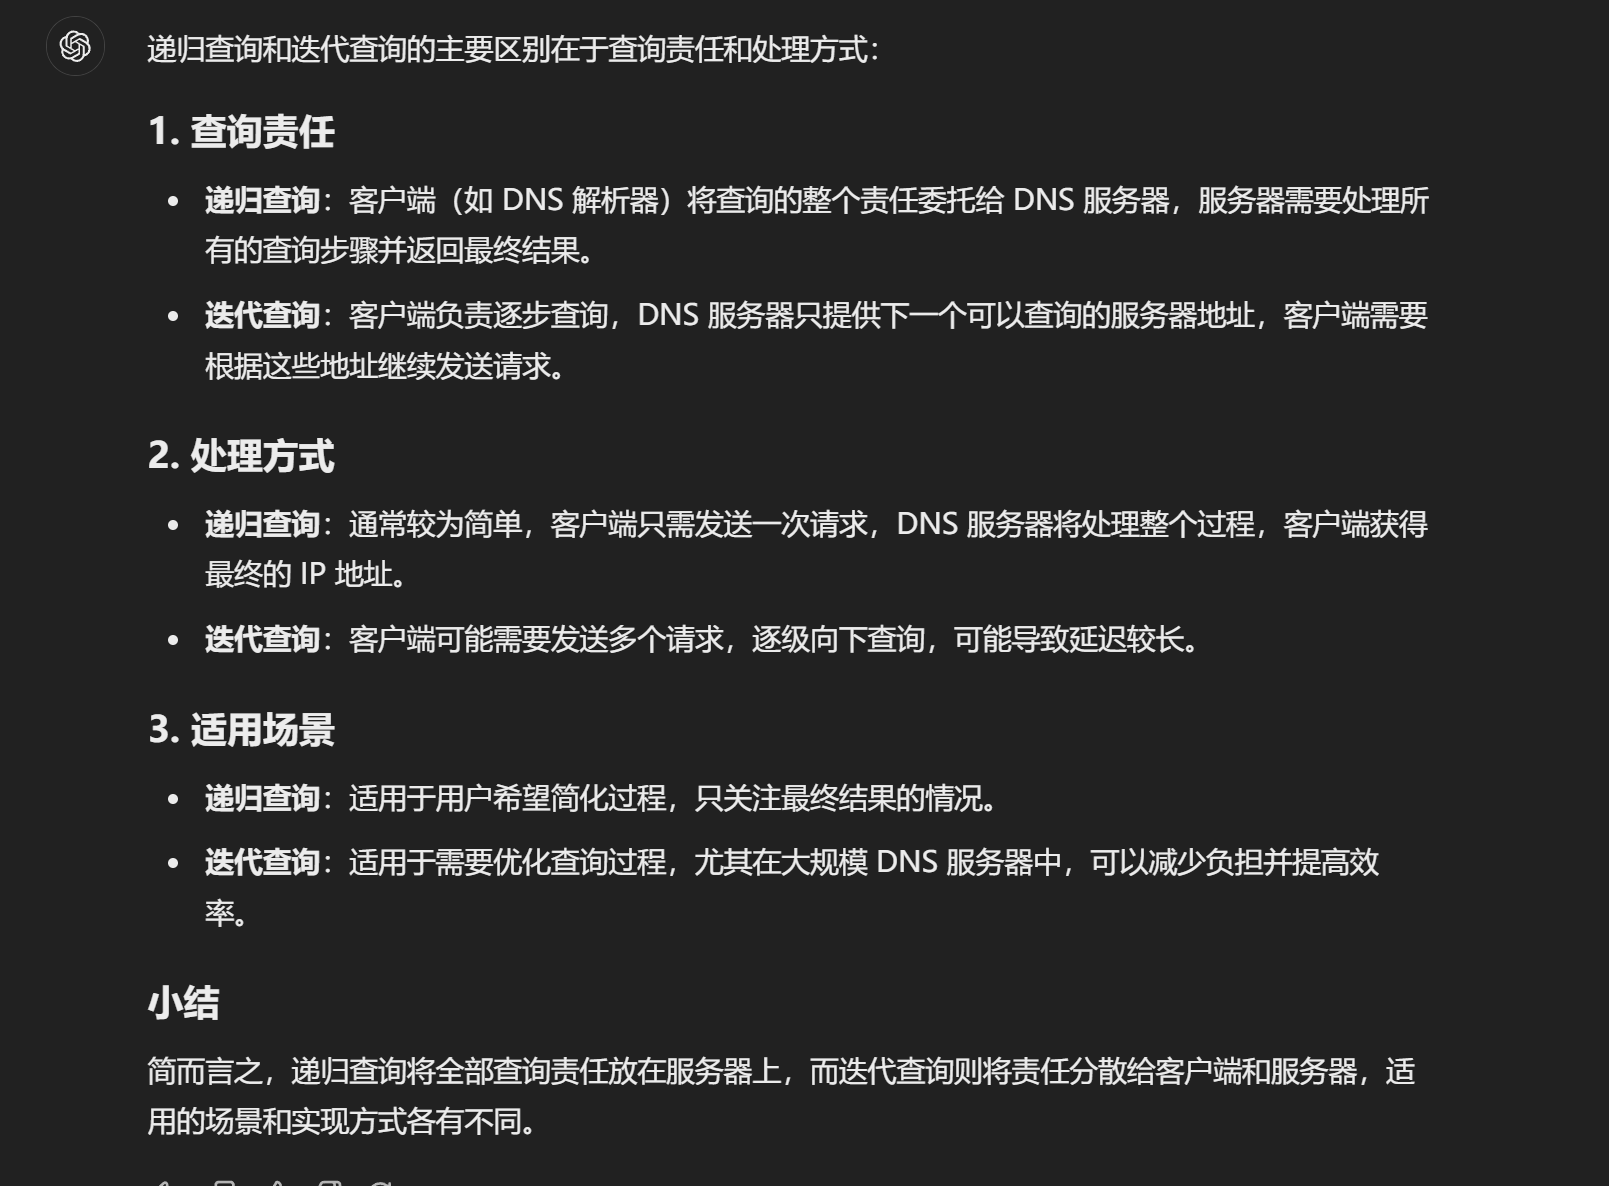 递归查询和迭代查询的主要区别在于查询责任和处理方式：
1. 查询责任
• 递归查询：客户端（如 DNS 解析器）将查询的整个责任委托给 DNS 服务器，服务器需要处理所
有的查询步骤并返回最终结果。
• 迭代查询：客户端负责逐步查询，DNS 服务器只提供下一个可以查询的服务器地址，客户端需要
根据这些地址继续发送请求。
2. 处理方式
• 递归查询：通常较为简单，客户端只需发送一次请求，DNS 服务器将处理整个过程，客户端获得
最终的 IP 地址。
• 迭代查询：客户端可能需要发送多个请求，逐级向下查询，可能导致延迟较长。
3. 适用场景
• 递归查询：适用于用户希望简化过程，只关注最终结果的情况。
• 迭代查询：适用于需要优化查询过程，尤其在大规模 DNS 服务器中，可以减少负担并提高效
率。
小结
简而言之，递归查询将全部查询责任放在服务器上，而迭代查询则将责任分散给客户端和服务器，适
用的场景和实现方式各有不同。